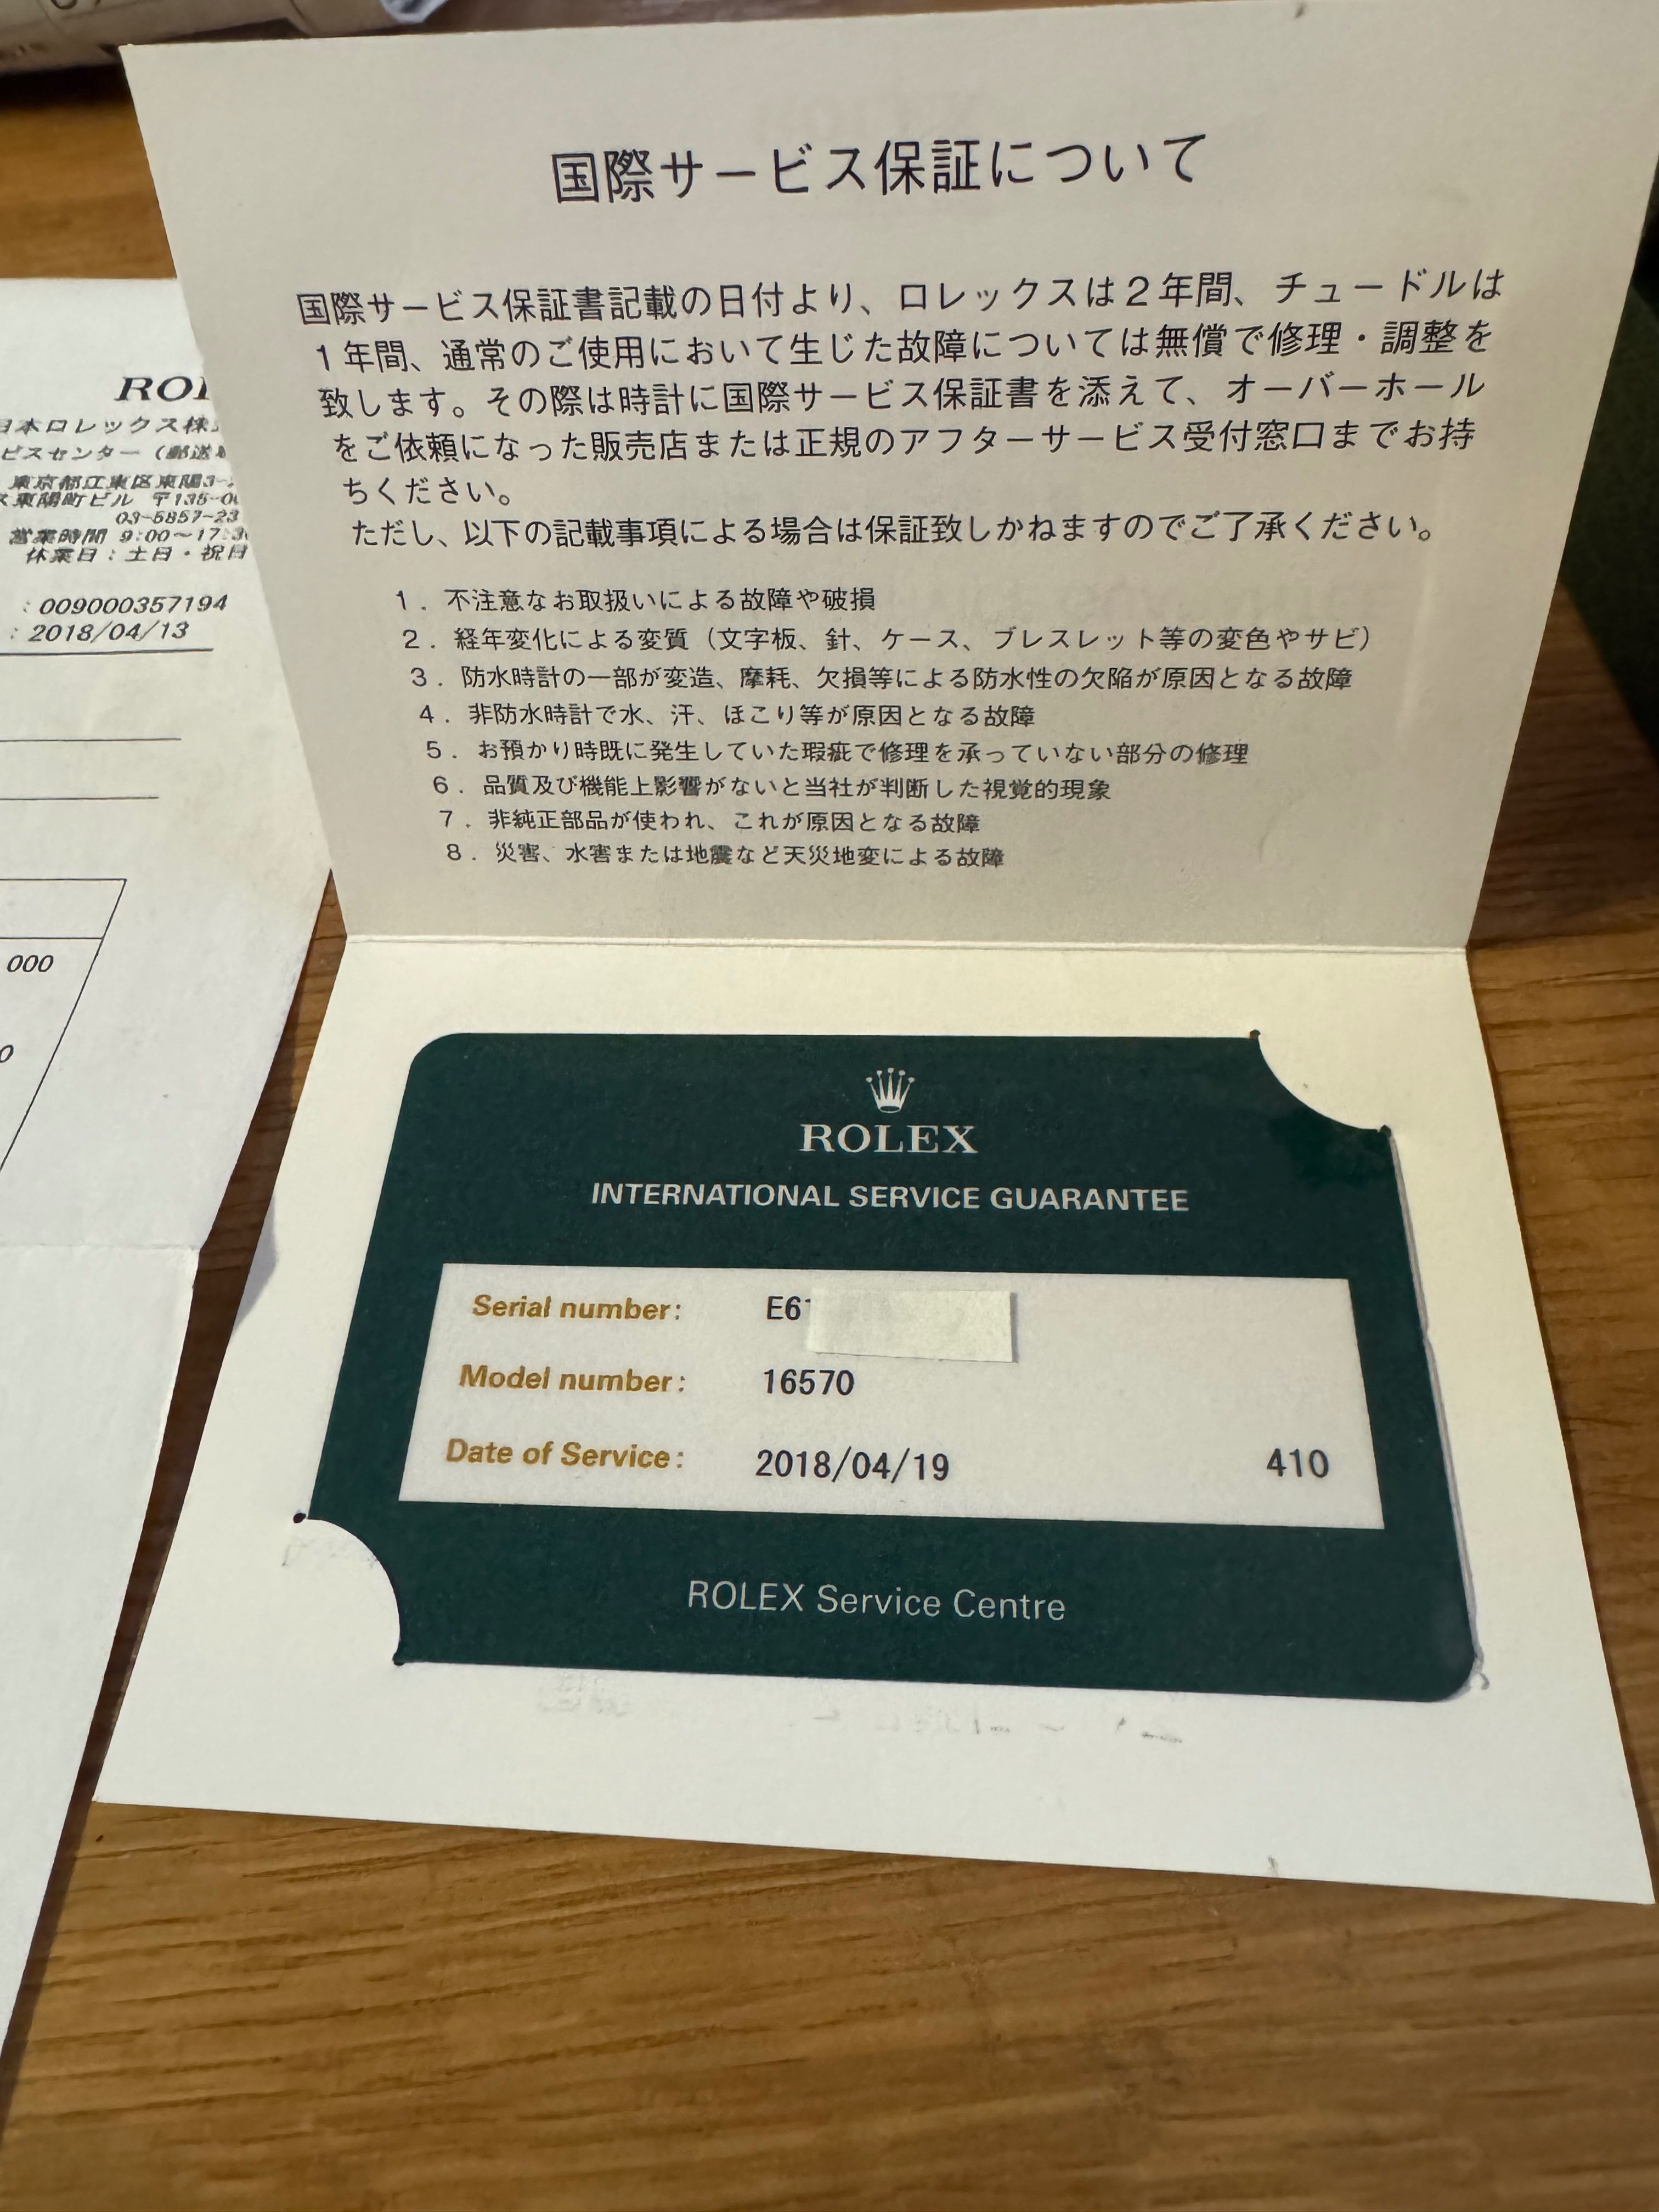 国際サービス保証について
国際サービス保証書記載の日付より、ロレックスは2年間、チュードルは
1年間、通常のご使用において生じた故障については無償で修理・調整を
致します。その際は時計に国際サービス保証書を添えて、オーバーホール
をご依頼になった販売店または正規のアフターサービス受付窓口までお持
ちください。
ただし、以下の記載事項による場合は保証致しかねますのでご了承ください。
1．不注意なお取扱いによる故障や破損
2．経年変化による変質（文字板、針、ケース、ブレスレット等の変色やサビ）
3．防水時計の一部が変造、摩耗、欠損等による防水性の欠陥が原因となる故障
4．非防水時計で水、汗、ほこり等が原因となる故障
5．お預かり時既に発生していた瑕疵で修理を承っていない部分の修理
6．品質及び機能上影響がないと当社が判断した視覚的現象
7．非純正部品が使われ、これが原因となる故障
8．災害、水害または地震など天災地変による故障
ROLEX
INTERNATIONAL SERVICE GUARANTEE
Serial number: E6
Model number: 16570
Date of Service: 2018/04/19 410
ROLEX Service Centre
日本ロレックス株
ビスセンター（郵送
東京都江東区東陽3-
ス東陽町ビル 〒135-00
03-5857-23
営業時間 9:00～17:3
休業日：土日・祝日
: 009000357194
: 2018/04/13
000
0